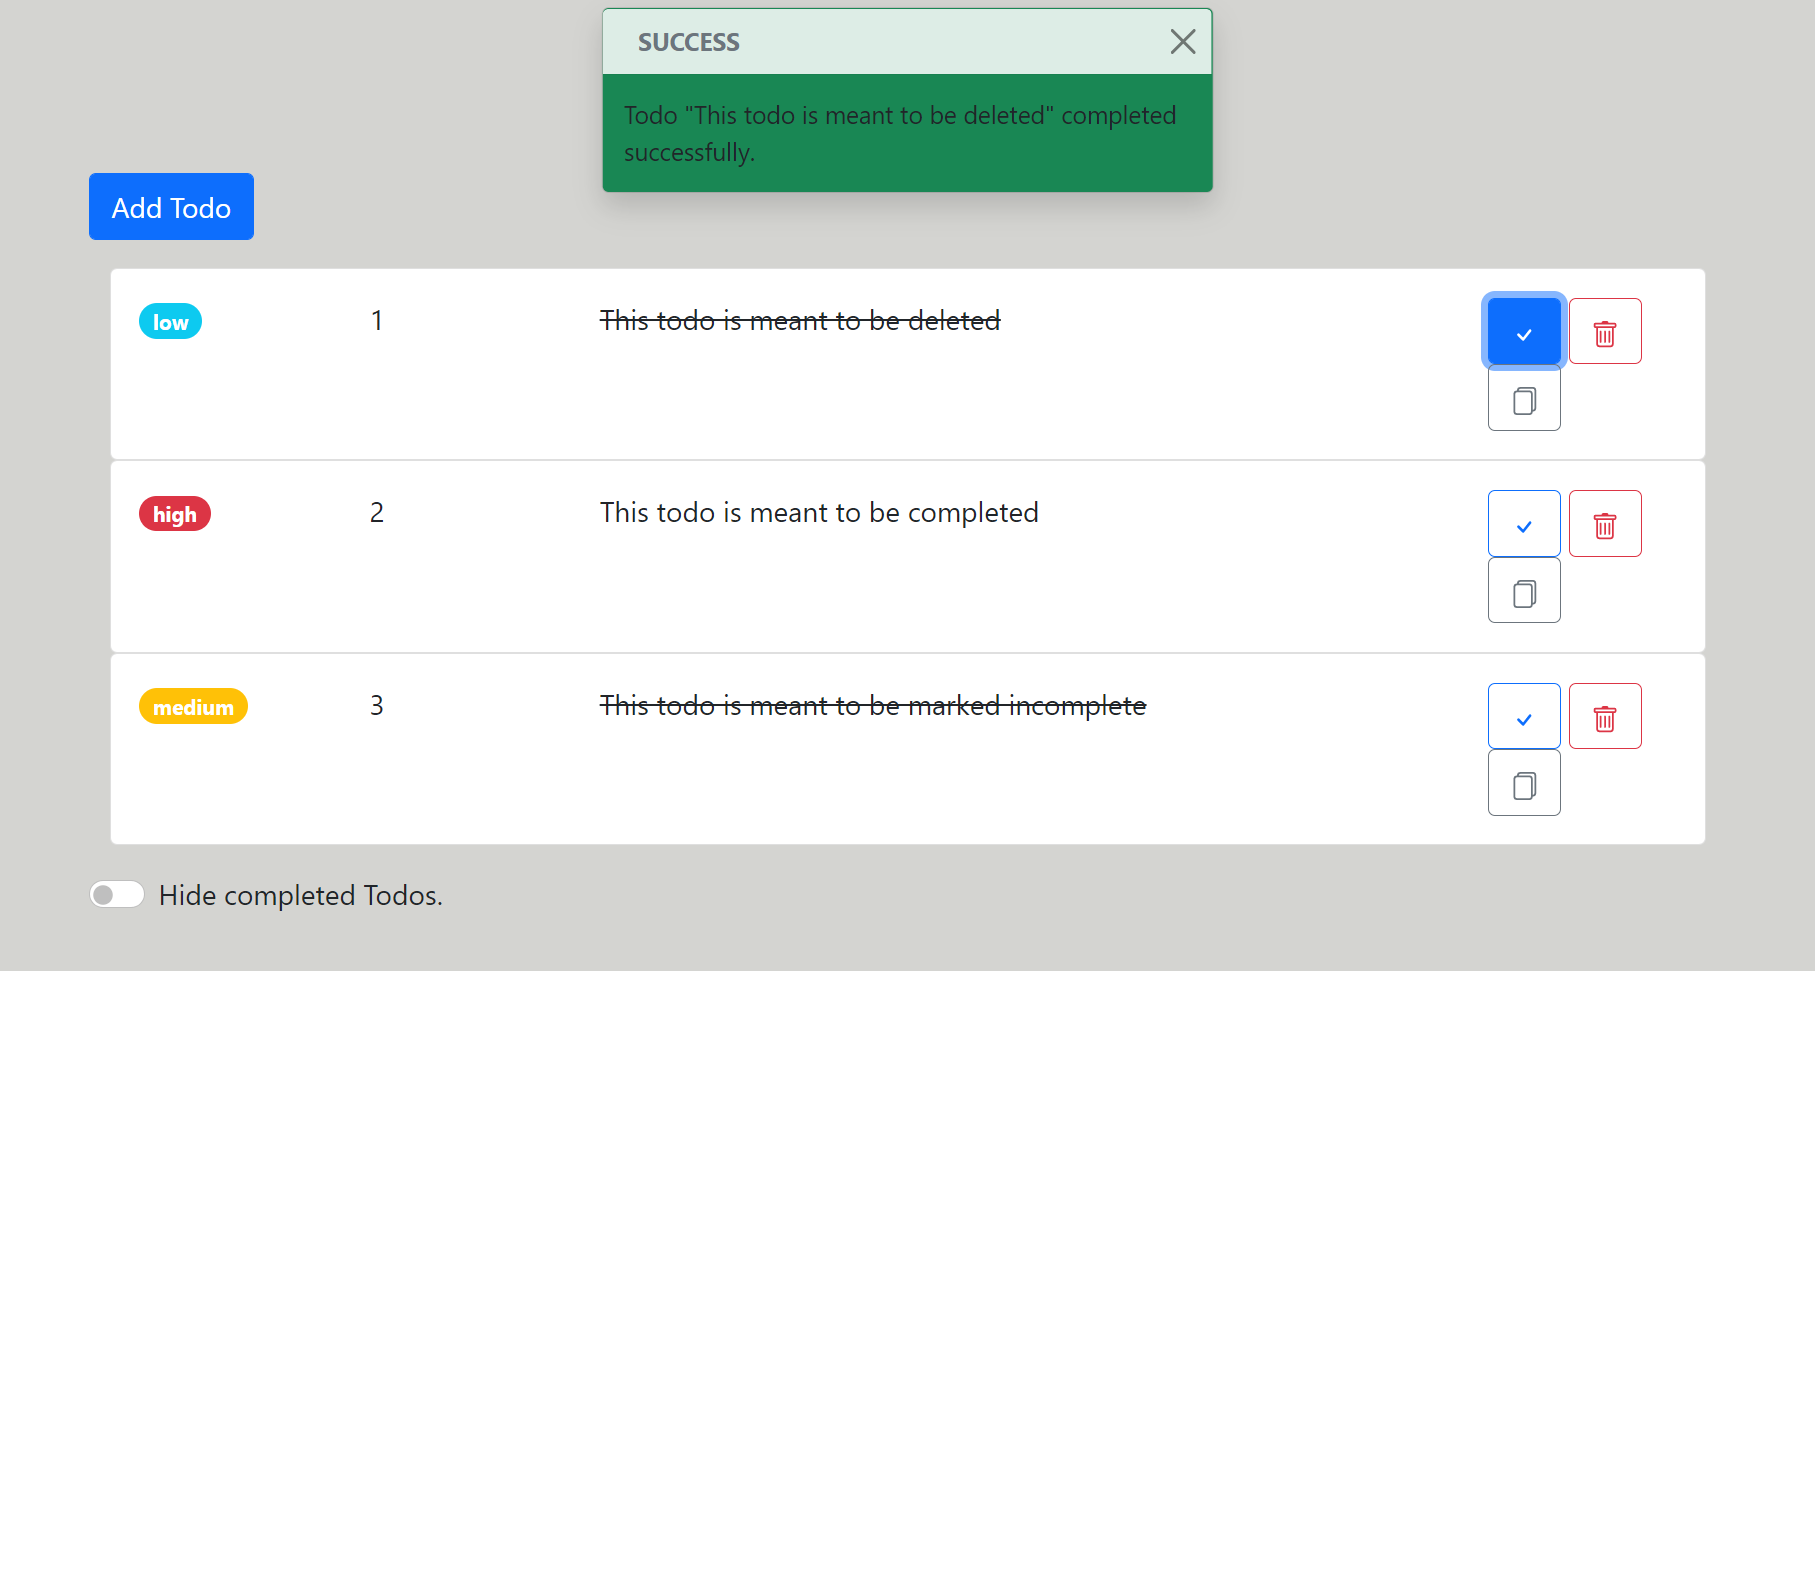 SUCCESS
Todo "This todo is meant to be deleted" completed
successfully.
Add Todo
low 1 This todo is meant to be deleted
high 2 This todo is meant to be completed
medium 3 This todo is meant to be marked incomplete
Hide completed Todos.